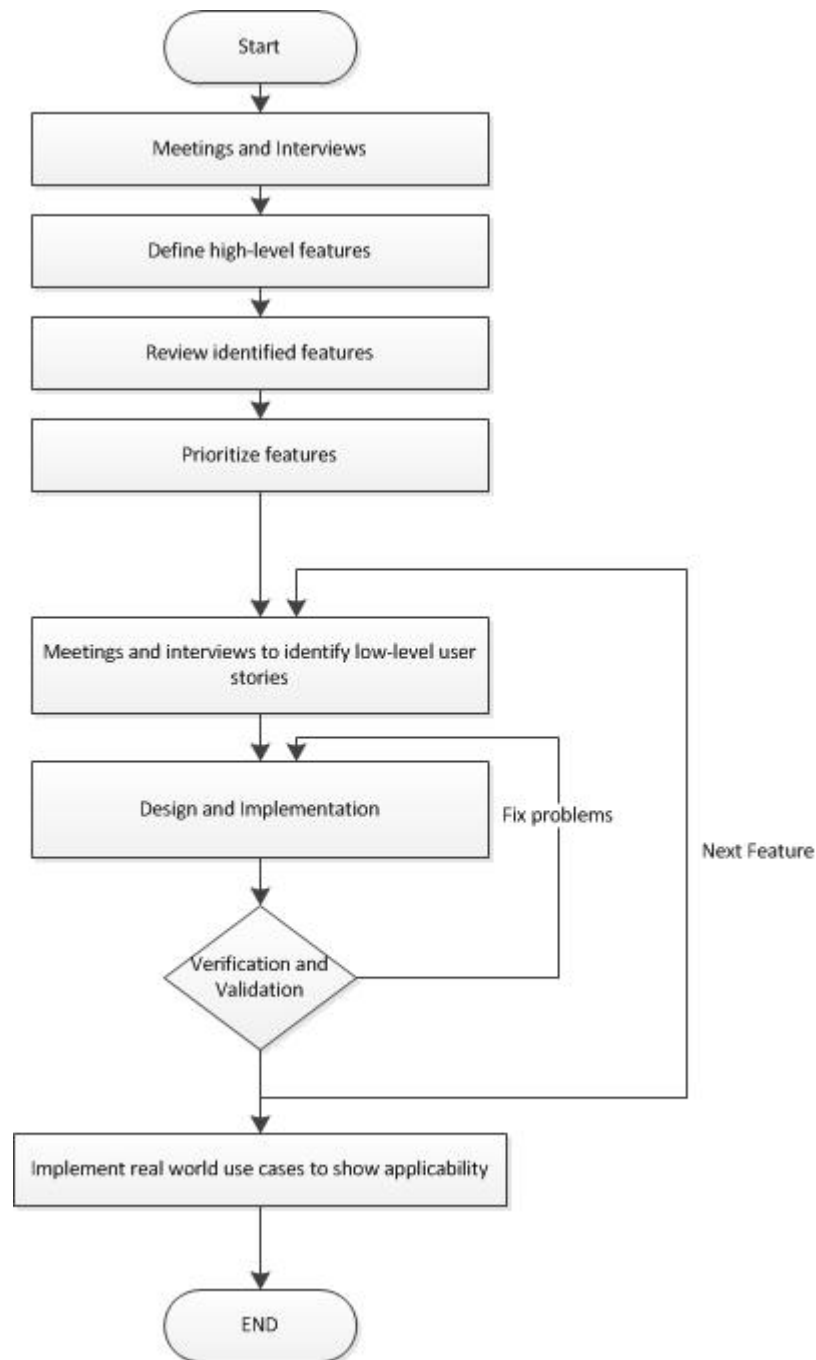 Start
Meetings and Interviews
Define high-level features
Review identified features
Prioritize features
Meetings and interviews to identify low-level user
stories
Design and Implementation
Fix problems
Next Feature
Verification and
Validation
Implement real world use cases to show applicability
END